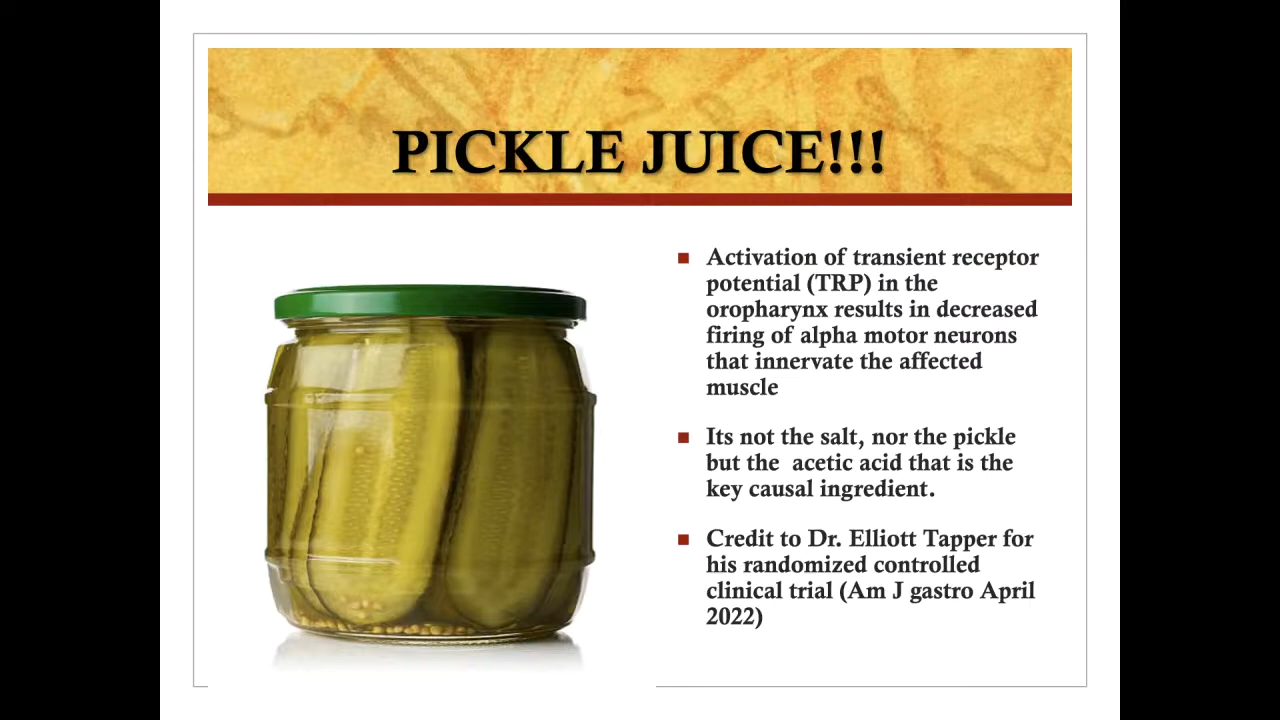 PICKLE JUICE!!!
Activation of transient receptor
potential (TRP) in the
oropharynx results in decreased
firing of alpha motor neurons
that innervate the affected
muscle
Its not the salt, nor the pickle
but the  acetic acid that is the
key causal ingredient.
Credit to Dr. Elliott Tapper for
his randomized controlled
clinical trial (Am J gastro April
2022)